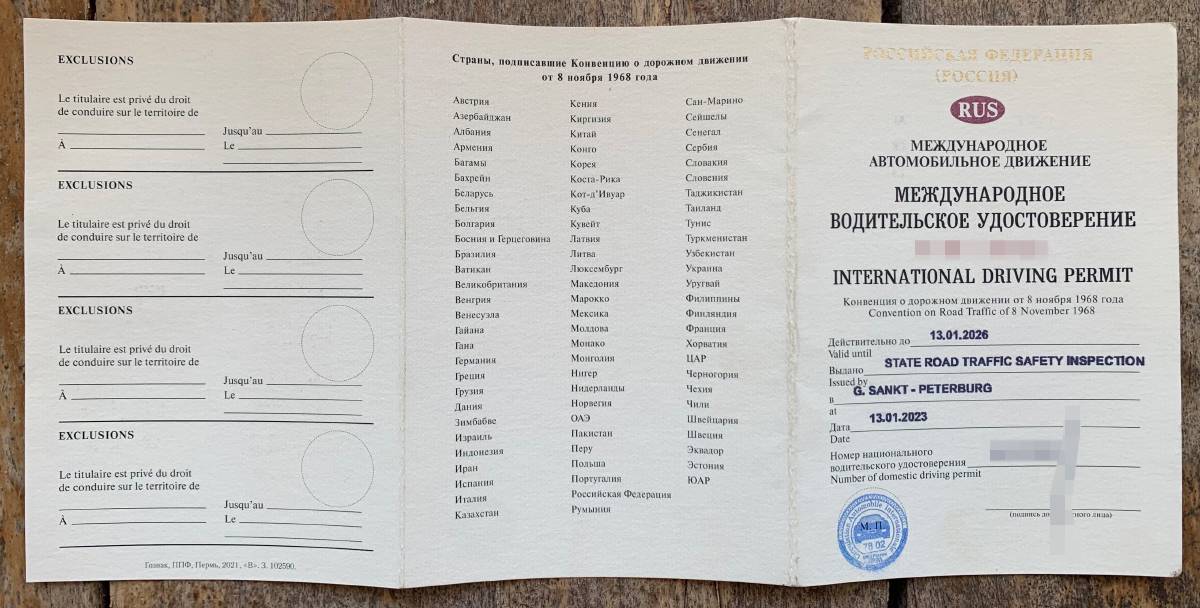 EXCLUSIONS
Le titulaire est privé du droit
de conduire sur le territoire de
Jusqu'au
À
Le
EXCLUSIONS
Le titulaire est privé du droit
de conduire sur le territoire de
Jusqu'au
À
Le
EXCLUSIONS
Le titulaire est privé du droit
de conduire sur le territoire de
Jusqu'au
À
Le
EXCLUSIONS
Le titulaire est privé du droit
de conduire sur le territoire de
Jusqu'au
À
Le
Гознак, ППФ, Пермь, 2021, «В». З. 102590.
Страны, подписавшие Конвенцию о дорожном движении
от 8 ноября 1968 года
Австрия
Азербайджан
Албания
Армения
Багамы
Бахрейн
Беларусь
Бельгия
Болгария
Босния и Герцеговина
Бразилия
Ватикан
Великобритания
Венгрия
Венесуэла
Гайана
Гана
Германия
Греция
Грузия
Дания
Зимбабве
Израиль
Индонезия
Иран
Испания
Италия
Казахстан
Кения
Киргизия
Китай
Конго
Корея
Коста-Рика
Кот-д'Ивуар
Куба
Кувейт
Латвия
Литва
Люксембург
Македония
Марокко
Мексика
Молдова
Монако
Монголия
Нигер
Нидерланды
Норвегия
ОАЭ
Пакистан
Перу
Польша
Португалия
Российская Федерация
Румыния
Сан-Марино
Сейшелы
Сенегал
Сербия
Словакия
Словения
Таджикистан
Таиланд
Тунис
Туркменистан
Узбекистан
Украина
Уругвай
Филиппины
Финляндия
Франция
Хорватия
ЦАР
Черногория
Чехия
Чили
Швейцария
Швеция
Эквадор
Эстония
ЮАР
РОССИЙСКАЯ ФЕДЕРАЦИЯ
(РОССИЯ)
RUS
МЕЖДУНАРОДНОЕ
АВТОМОБИЛЬНОЕ ДВИЖЕНИЕ
МЕЖДУНАРОДНОЕ
ВОДИТЕЛЬСКОЕ УДОСТОВЕРЕНИЕ
INTERNATIONAL DRIVING PERMIT
Конвенция о дорожном движении от 8 ноября 1968 года
Convention on Road Traffic of 8 November 1968
Действительно до 13.01.2026
Valid until
Выдано STATE ROAD TRAFFIC SAFETY INSPECTION
Issued by
в G. SANKT - PETERBURG
at
Дата 13.01.2023
Date
Номер национального
водительского удостоверения
Number of domestic driving permit
М. П.
78 02
(подпись
лица)